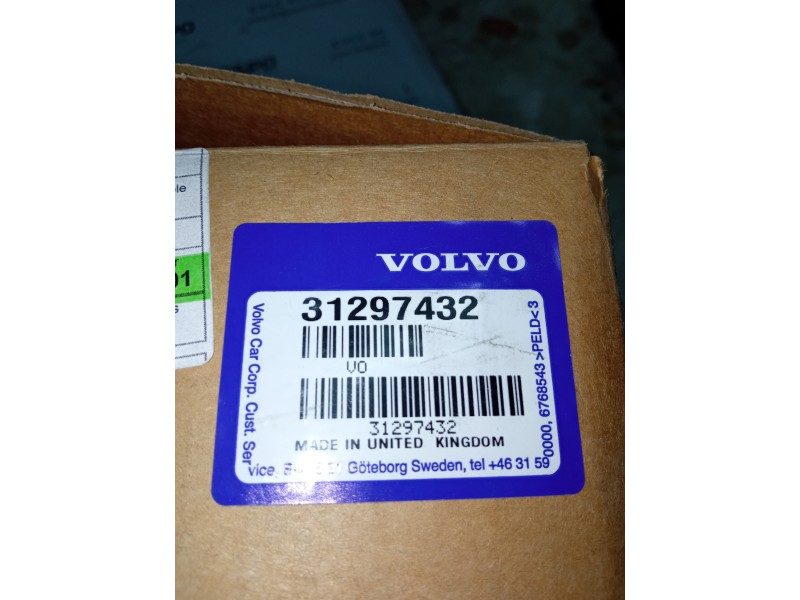 VOLVO
31297432
VO
31297432
MADE IN UNITED KINGDOM
Volvo Car Corp. Cust. Ser
vice, Göteborg Sweden, tel +46 31 59
0000, 6768543 >PELD< 3
01